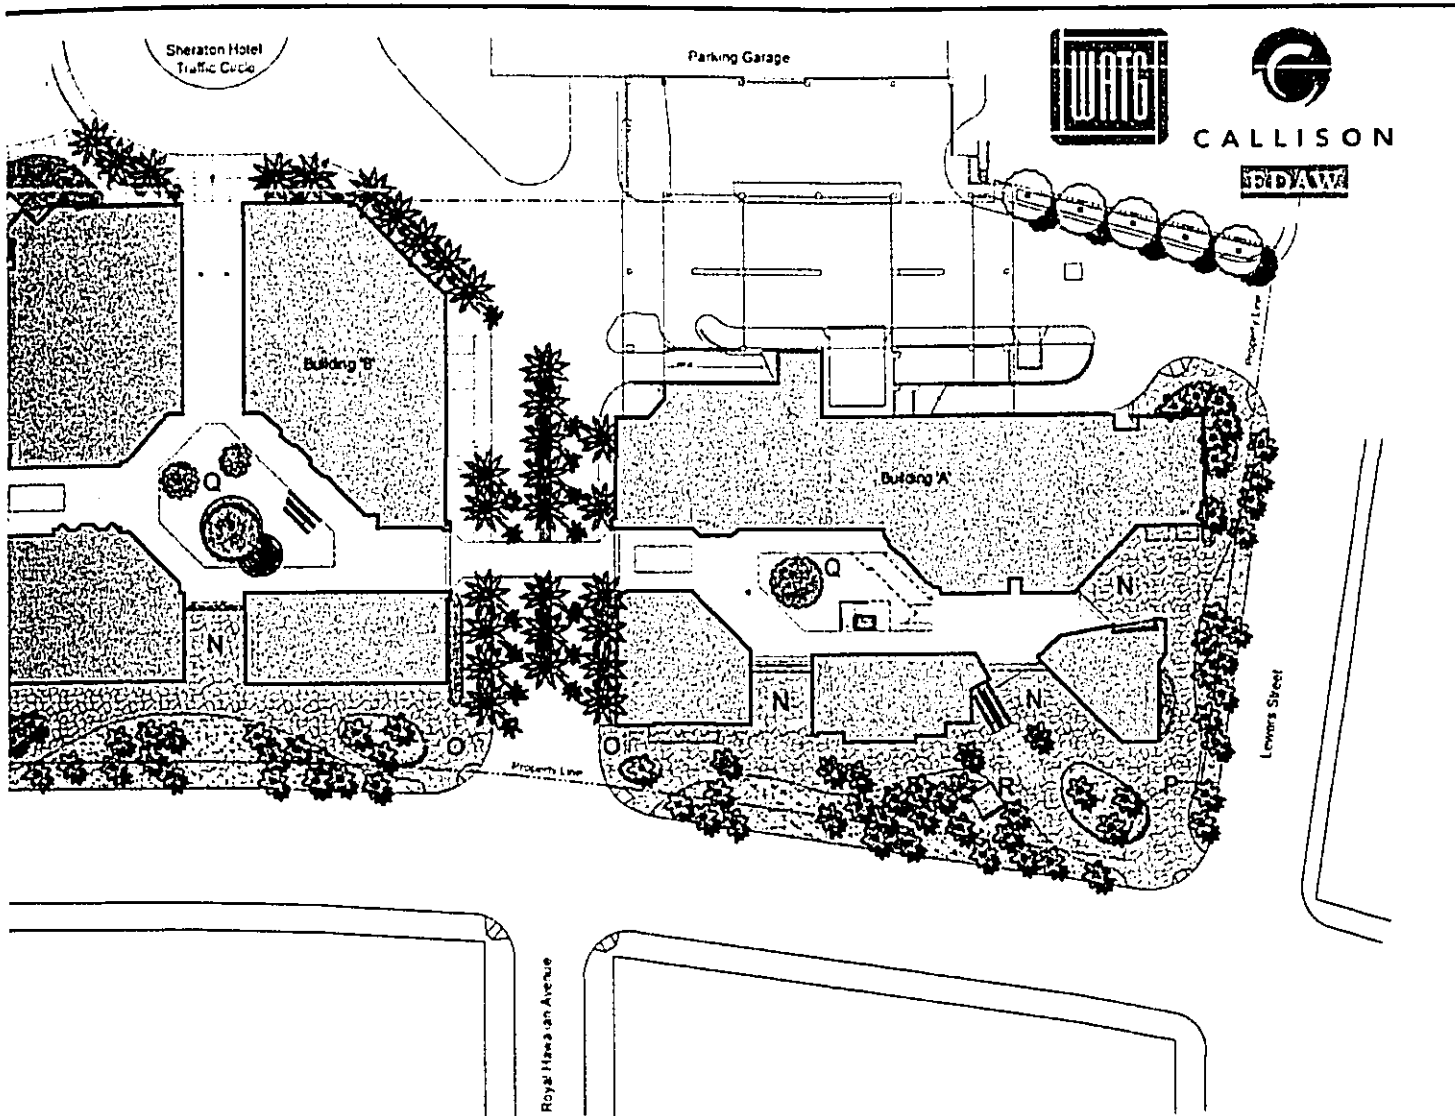 Sheraton Hotel
Traffic Circle
Parking Garage
WATG
CALLISON
EDAW
Property Line
Building 'B'
Building 'A'
Q
Q
N
N
N
N
O
O
Property Line
R
P
Lewers Street
Royal Hawaiian Avenue